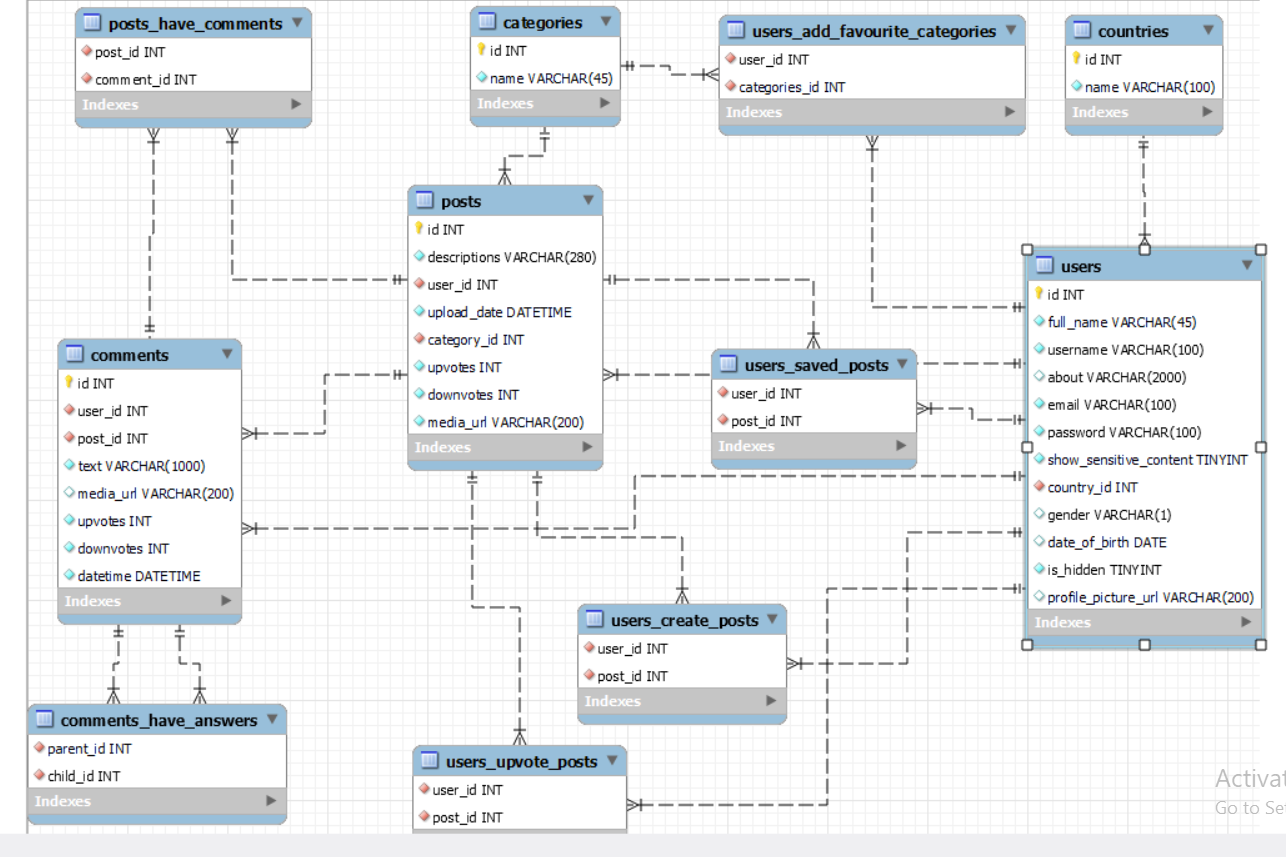 posts_have_comments
post_id INT
comment_id INT
Indexes
categories
id INT
name VARCHAR(45)
Indexes
users_add_favourite_categories
user_id INT
categories_id INT
Indexes
countries
id INT
name VARCHAR(100)
Indexes
posts
id INT
descriptions VARCHAR(280)
user_id INT
upload_date DATETIME
category_id INT
upvotes INT
downvotes INT
media_url VARCHAR(200)
Indexes
users
id INT
full_name VARCHAR(45)
username VARCHAR(100)
about VARCHAR(2000)
email VARCHAR(100)
password VARCHAR(100)
show_sensitive_content TINYINT
country_id INT
gender VARCHAR(1)
date_of_birth DATE
is_hidden TINYINT
profile_picture_url VARCHAR(200)
Indexes
comments
id INT
user_id INT
post_id INT
text VARCHAR(1000)
media_url VARCHAR(200)
upvotes INT
downvotes INT
datetime DATETIME
Indexes
users_saved_posts
user_id INT
post_id INT
Indexes
users_create_posts
user_id INT
post_id INT
Indexes
comments_have_answers
parent_id INT
child_id INT
Indexes
users_upvote_posts
user_id INT
post_id INT
Activat
Go to Se